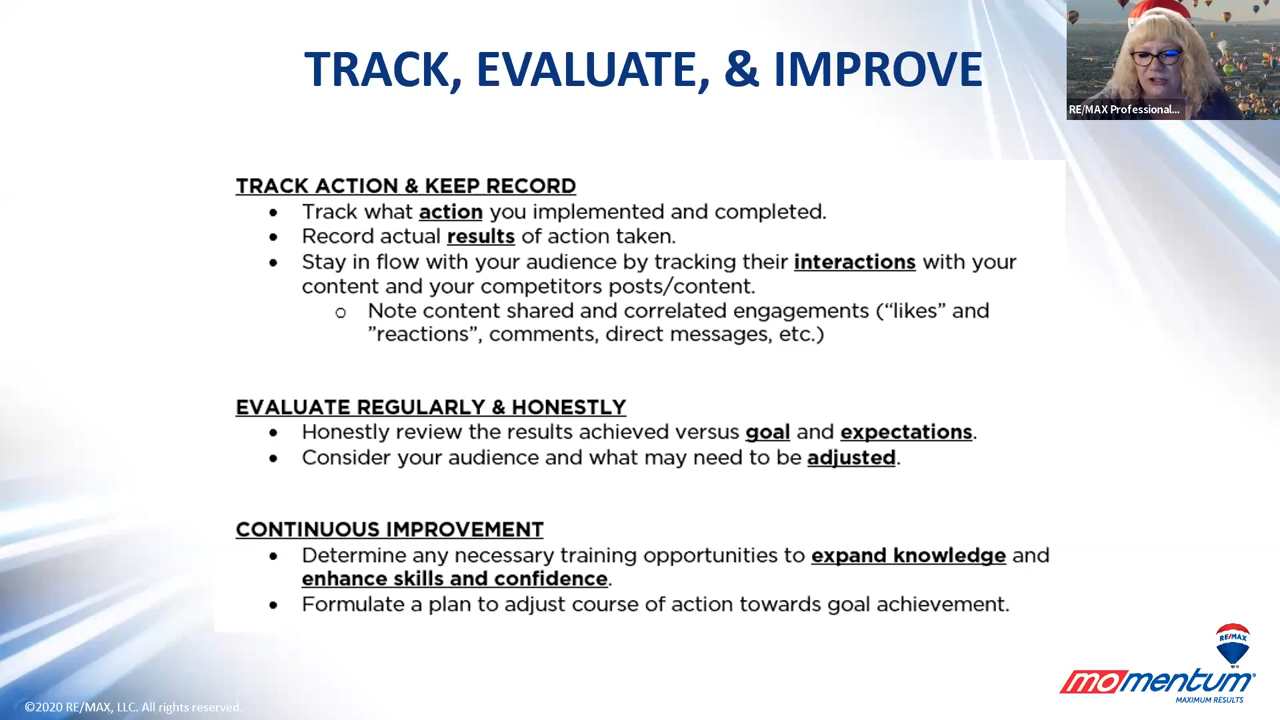 TRACK, EVALUATE, & IMPROVE
RE/MAX Professional...
TRACK ACTION & KEEP RECORD
• Track what action you implemented and completed.
• Record actual results of action taken.
• Stay in flow with your audience by tracking their interactions with your
content and your competitors posts/content.
o Note content shared and correlated engagements (“likes” and
”reactions”, comments, direct messages, etc.)
EVALUATE REGULARLY & HONESTLY
• Honestly review the results achieved versus goal and expectations.
• Consider your audience and what may need to be adjusted.
CONTINUOUS IMPROVEMENT
• Determine any necessary training opportunities to expand knowledge and
enhance skills and confidence.
• Formulate a plan to adjust course of action towards goal achievement.
RE/MAX
momentum®
MAXIMUM RESULTS
©2020 RE/MAX, LLC. All rights reserved.